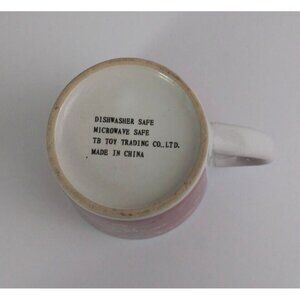 DISHWASHER SAFE
MICROWAVE SAFE
TB TOY TRADING CO.,LTD.
MADE IN CHINA